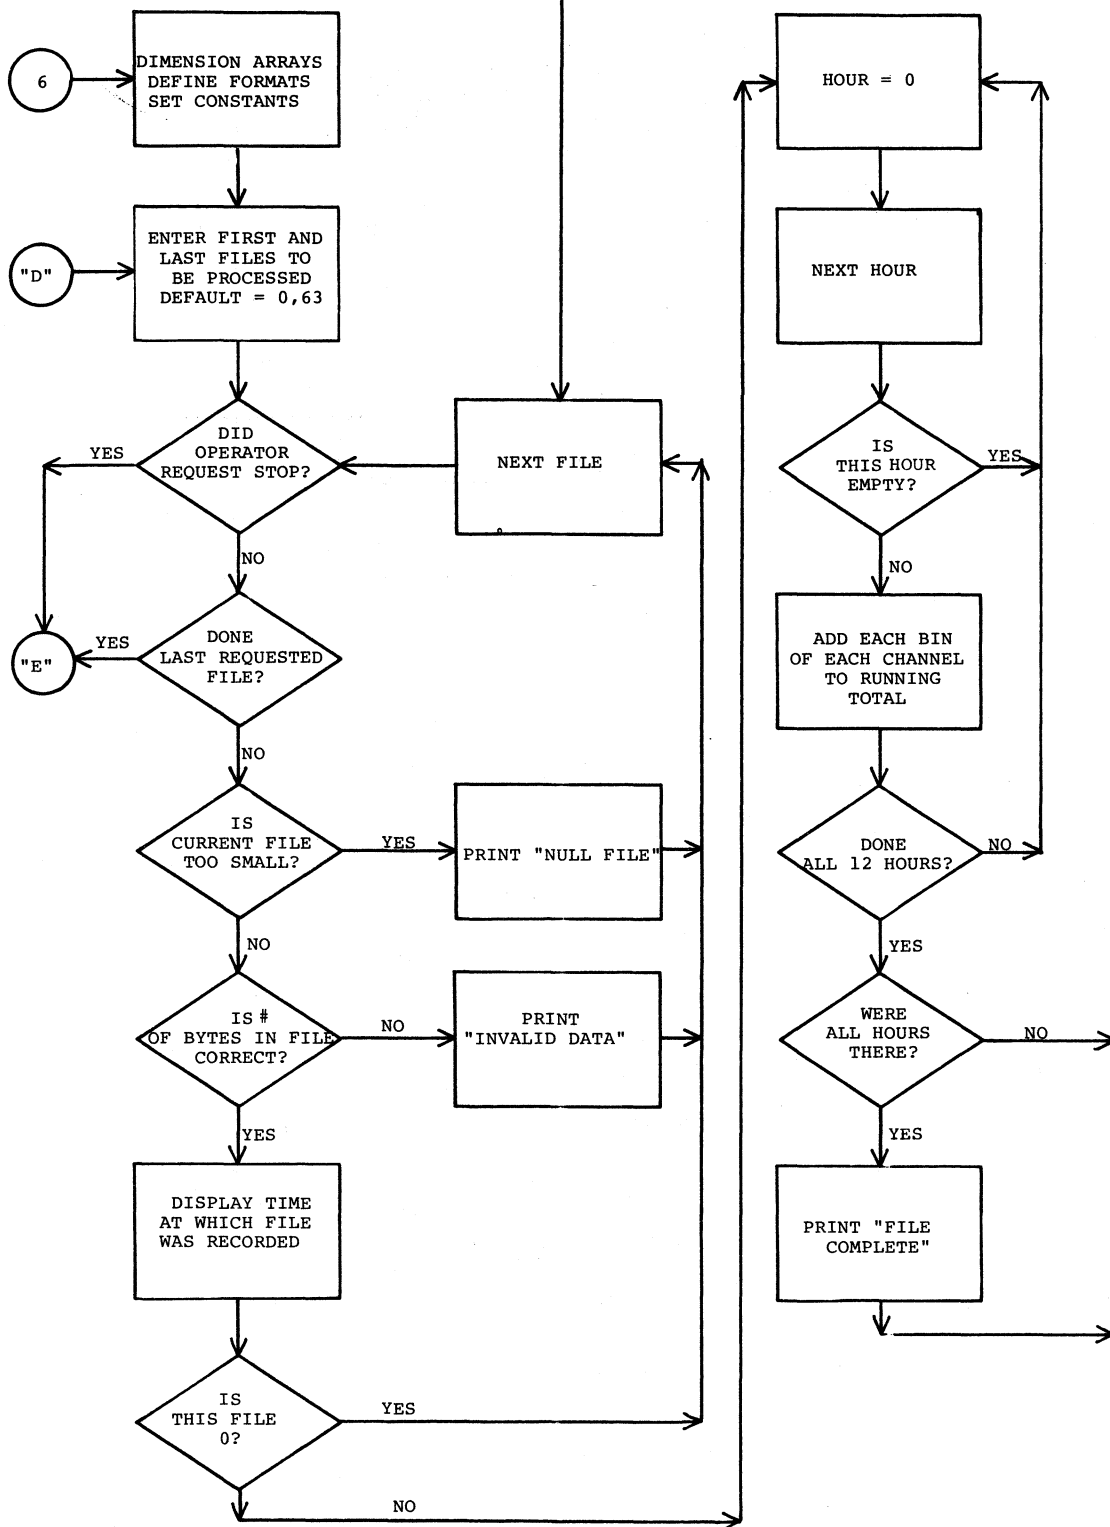 6
DIMENSION ARRAYS
DEFINE FORMATS
SET CONSTANTS
"D"
ENTER FIRST AND
LAST FILES TO
BE PROCESSED
DEFAULT = 0,63
DID
OPERATOR
REQUEST STOP?
YES
NEXT FILE
NO
"E"
YES
DONE
LAST REQUESTED
FILE?
NO
IS
CURRENT FILE
TOO SMALL?
YES
PRINT "NULL FILE"
NO
IS #
OF BYTES IN FILE
CORRECT?
NO
PRINT
"INVALID DATA"
YES
DISPLAY TIME
AT WHICH FILE
WAS RECORDED
IS
THIS FILE
0?
YES
NO
HOUR = 0
NEXT HOUR
IS
THIS HOUR
EMPTY?
YES
NO
ADD EACH BIN
OF EACH CHANNEL
TO RUNNING
TOTAL
DONE
ALL 12 HOURS?
NO
YES
WERE
ALL HOURS
THERE?
NO
YES
PRINT "FILE
COMPLETE"